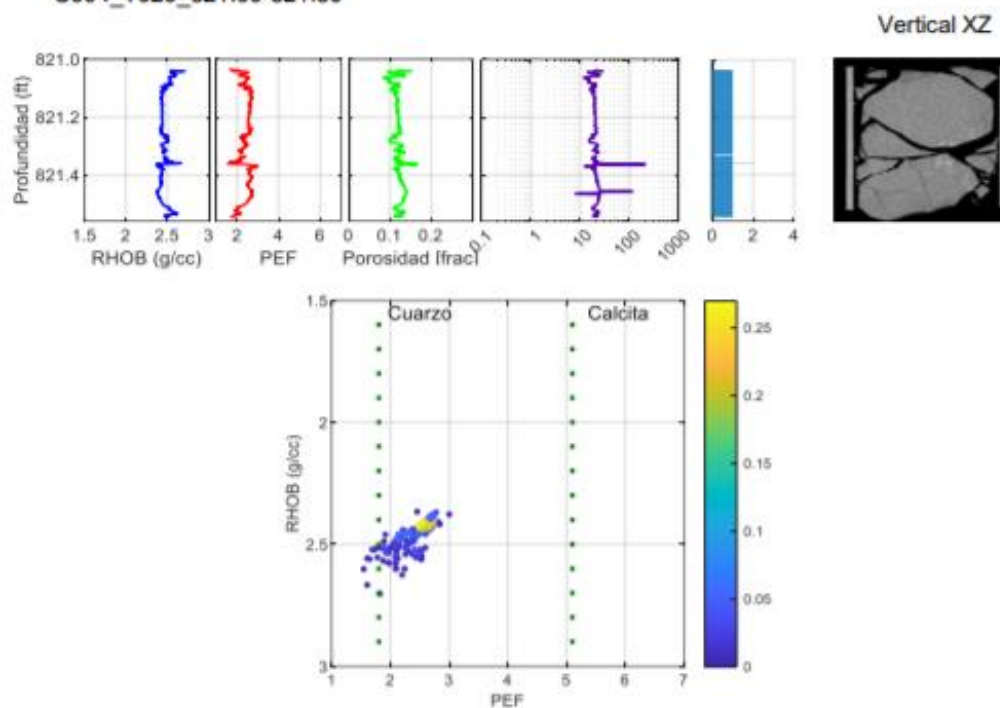 Vertical XZ
821.0
821.2
821.4
Profundidad (ft)
1.5 2 2.5 3
RHOB (g/cc)
2 4 6
PEF
0 0.1 0.2
Porosidad [frac]
0.1 1 10 100 1000
0 2 4
Cuarzo
Calcita
1.5
2
2.5
3
RHOB (g/cc)
1 2 3 4 5 6 7
PEF
0.25
0.2
0.15
0.1
0.05
0